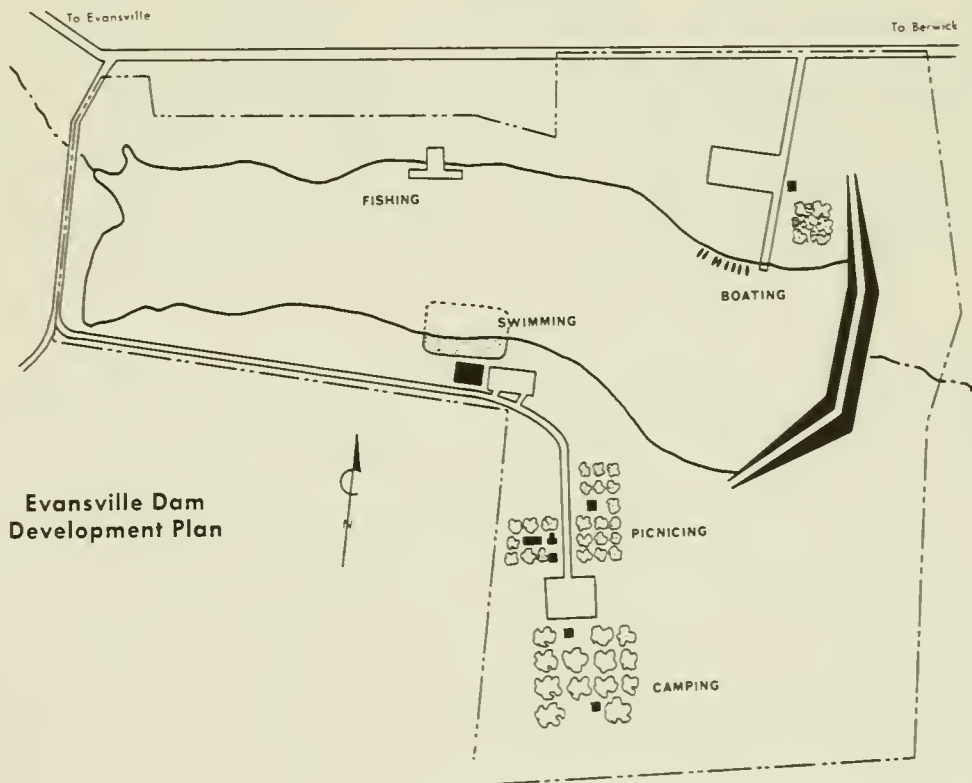 To Evansville
To Berwick
FISHING
BOATING
SWIMMING
Evansville Dam
Development Plan
N
PICNICING
CAMPING